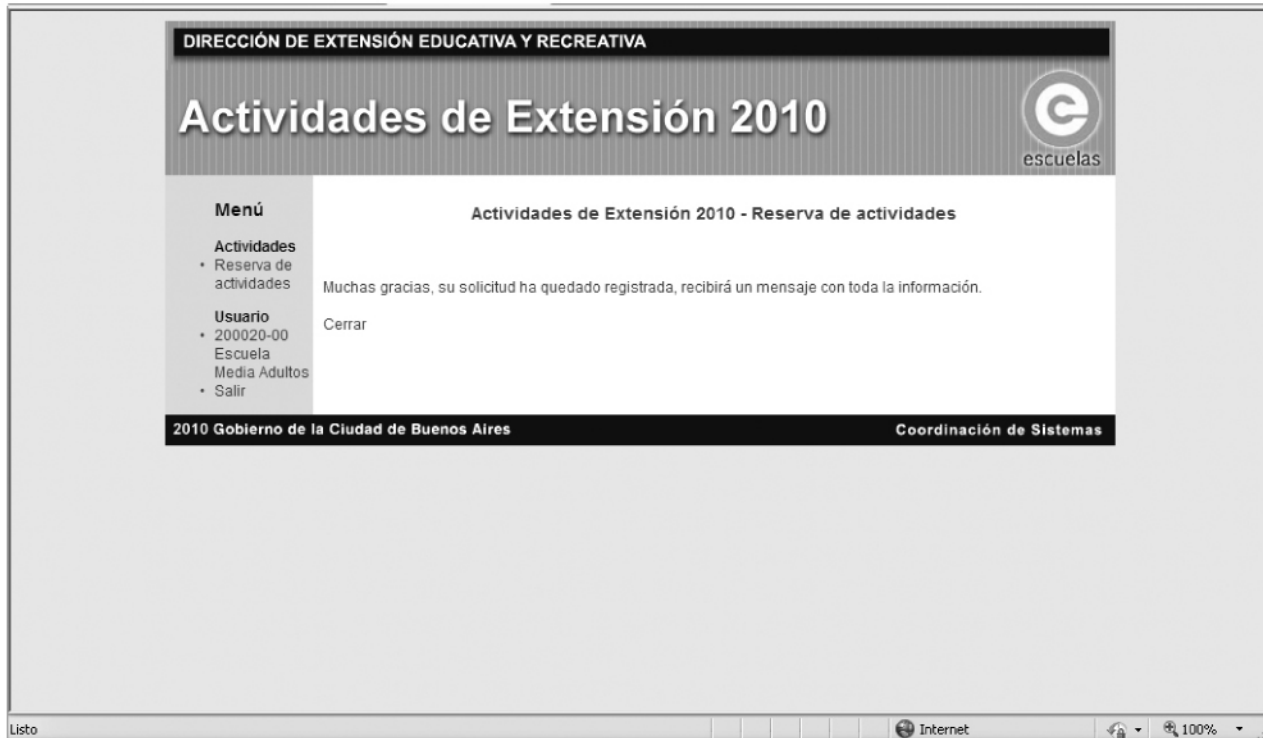 DIRECCIÓN DE EXTENSIÓN EDUCATIVA Y RECREATIVA
Actividades de Extensión 2010
e
escuelas
Menú
Actividades
• Reserva de
actividades
Usuario
• 200020-00
Escuela
Media Adultos
• Salir
Actividades de Extensión 2010 - Reserva de actividades
Muchas gracias, su solicitud ha quedado registrada, recibirá un mensaje con toda la información.
Cerrar
2010 Gobierno de la Ciudad de Buenos Aires
Coordinación de Sistemas
Listo
Internet
100%